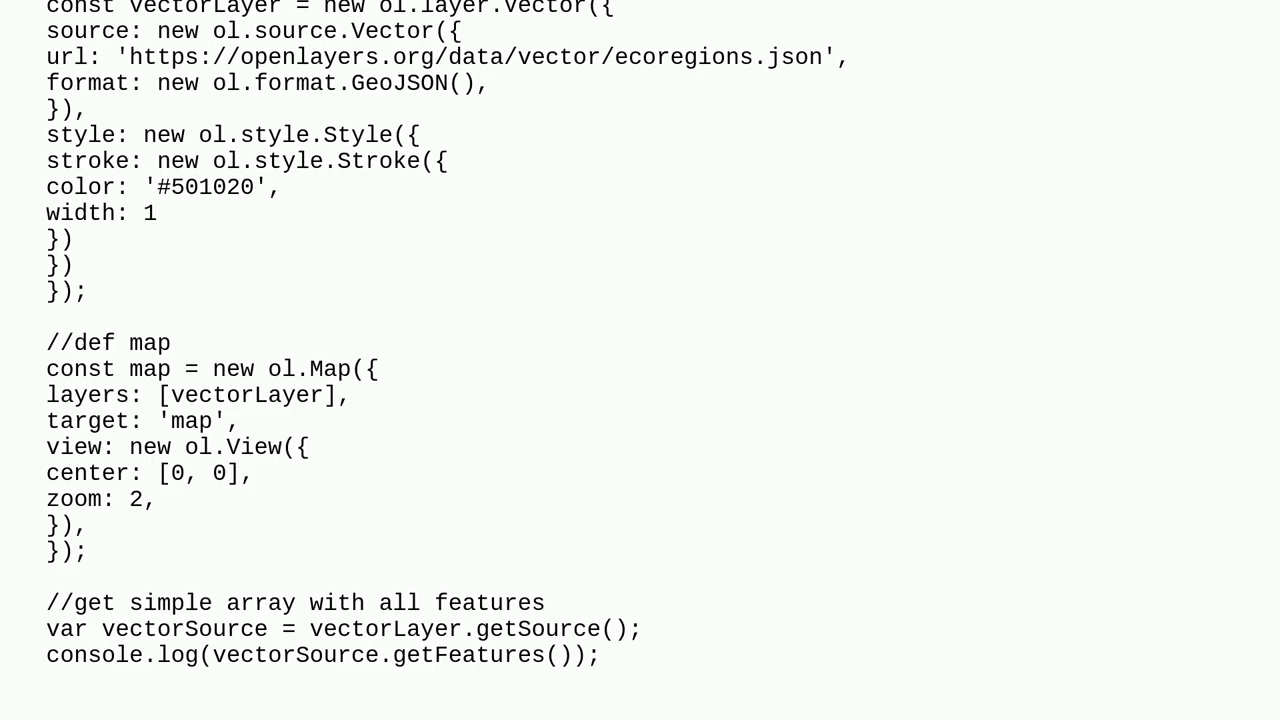 const vectorLayer = new ol.layer.Vector({
source: new ol.source.Vector({
url: 'https://openlayers.org/data/vector/ecoregions.json',
format: new ol.format.GeoJSON(),
}),
style: new ol.style.Style({
stroke: new ol.style.Stroke({
color: '#501020',
width: 1
})
})
});

//def map
const map = new ol.Map({
layers: [vectorLayer],
target: 'map',
view: new ol.View({
center: [0, 0],
zoom: 2,
}),
});

//get simple array with all features
var vectorSource = vectorLayer.getSource();
console.log(vectorSource.getFeatures());